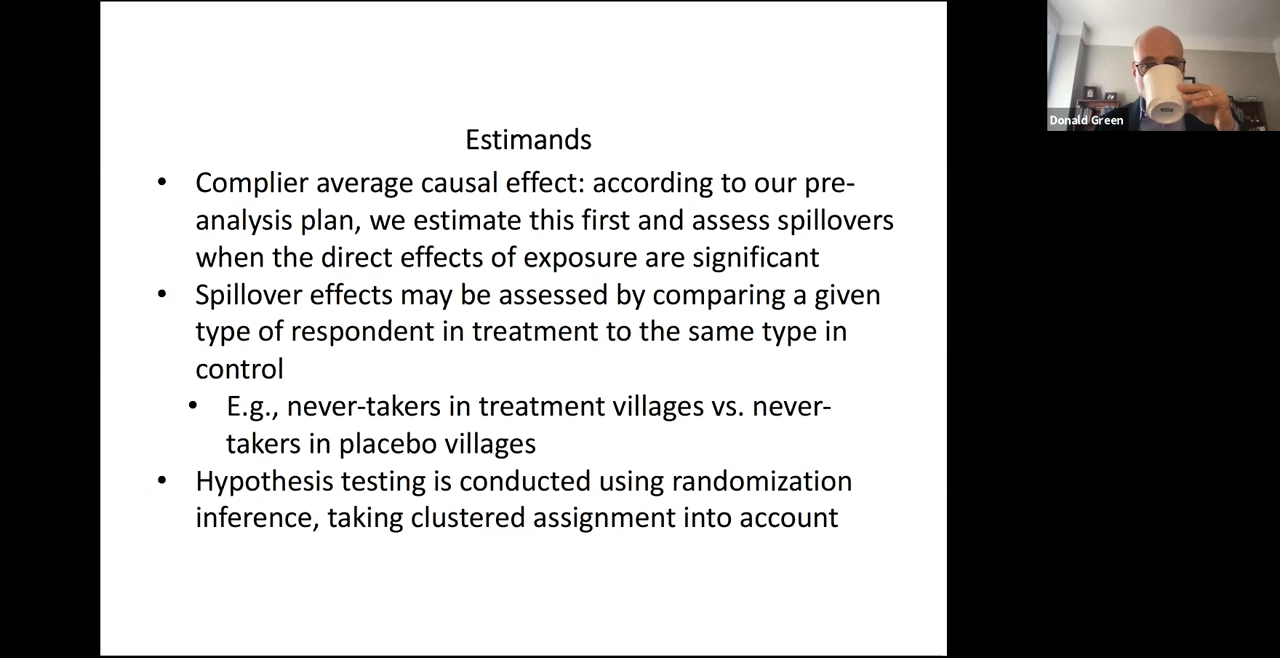 Estimands
• Complier average causal effect: according to our pre-
analysis plan, we estimate this first and assess spillovers
when the direct effects of exposure are significant
• Spillover effects may be assessed by comparing a given
type of respondent in treatment to the same type in
control
• E.g., never-takers in treatment villages vs. never-
takers in placebo villages
• Hypothesis testing is conducted using randomization
inference, taking clustered assignment into account
Donald Green